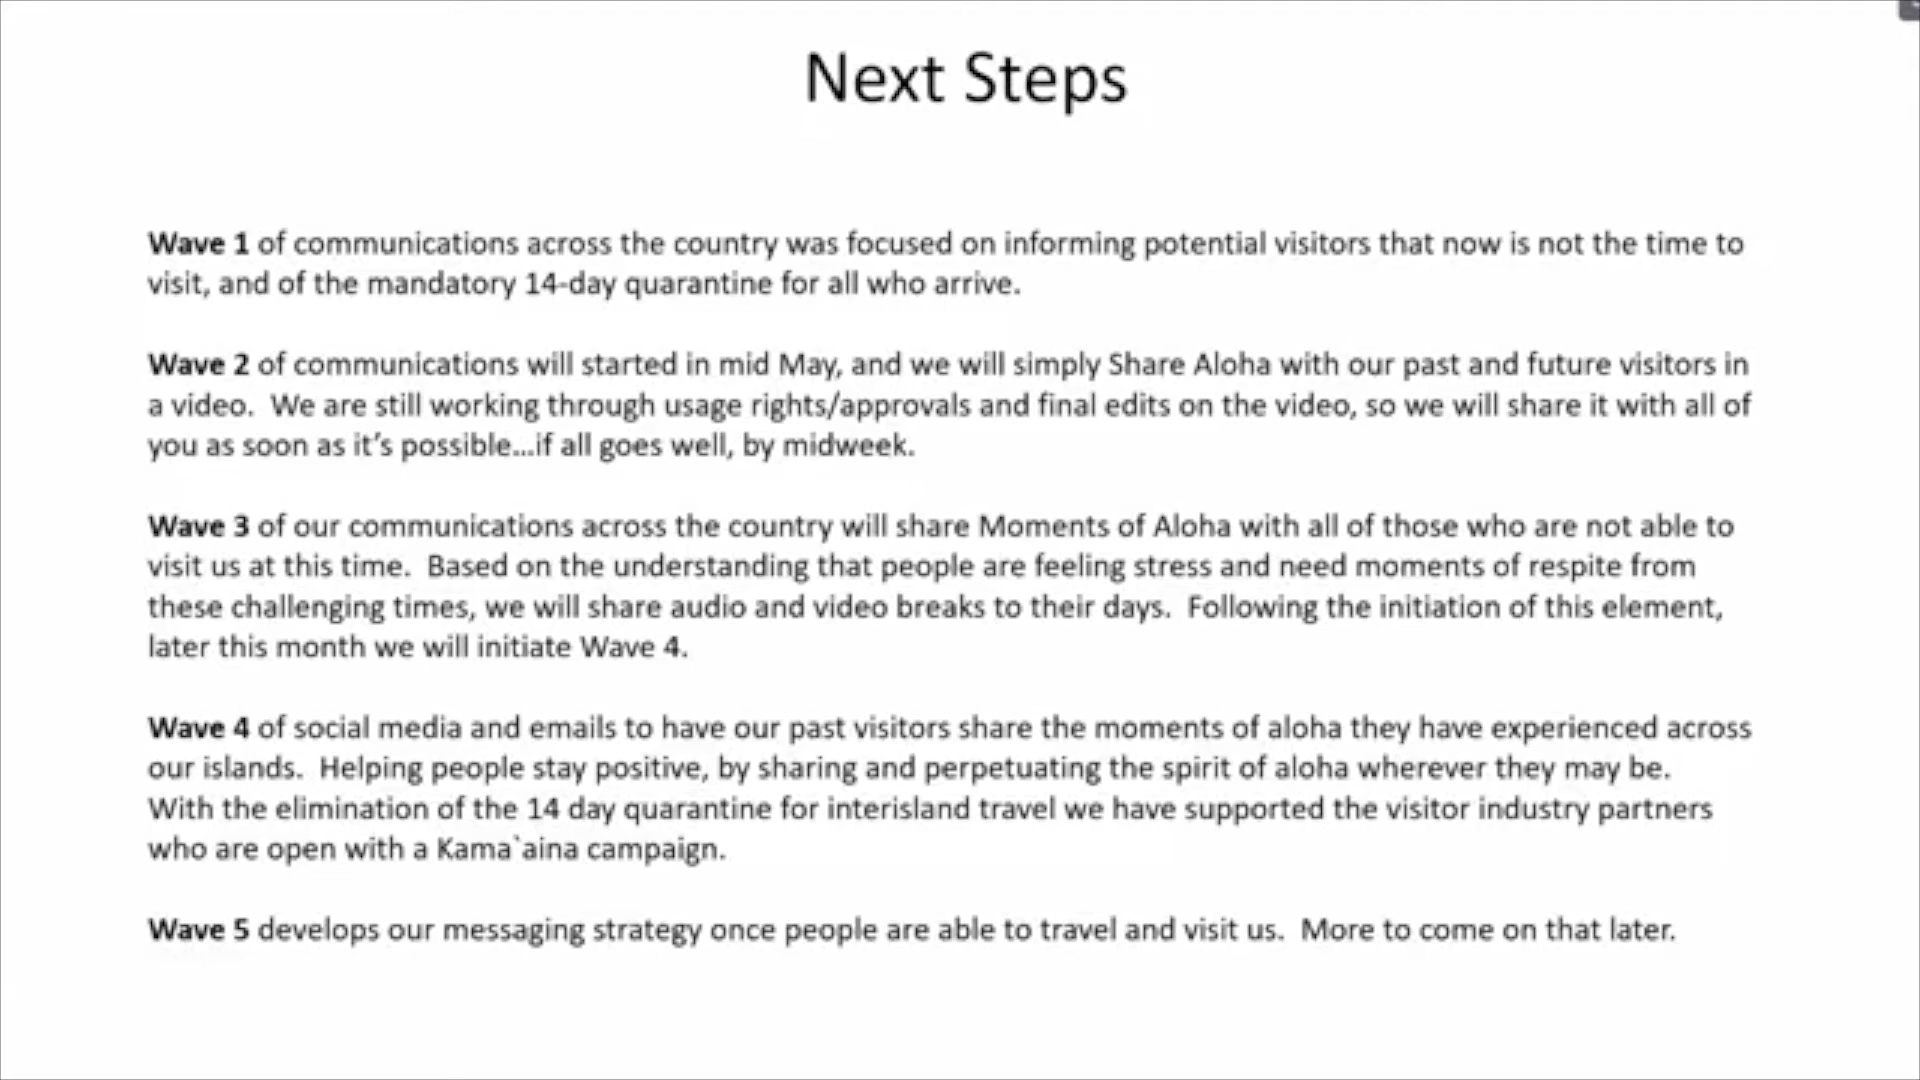 Next Steps
Wave 1 of communications across the country was focused on informing potential visitors that now is not the time to
visit, and of the mandatory 14-day quarantine for all who arrive.
Wave 2 of communications will started in mid May, and we will simply Share Aloha with our past and future visitors in
a video.  We are still working through usage rights/approvals and final edits on the video, so we will share it with all of
you as soon as it’s possible...if all goes well, by midweek.
Wave 3 of our communications across the country will share Moments of Aloha with all of those who are not able to
visit us at this time.  Based on the understanding that people are feeling stress and need moments of respite from
these challenging times, we will share audio and video breaks to their days.  Following the initiation of this element,
later this month we will initiate Wave 4.
Wave 4 of social media and emails to have our past visitors share the moments of aloha they have experienced across
our islands.  Helping people stay positive, by sharing and perpetuating the spirit of aloha wherever they may be.
With the elimination of the 14 day quarantine for interisland travel we have supported the visitor industry partners
who are open with a Kama`aina campaign.
Wave 5 develops our messaging strategy once people are able to travel and visit us.  More to come on that later.